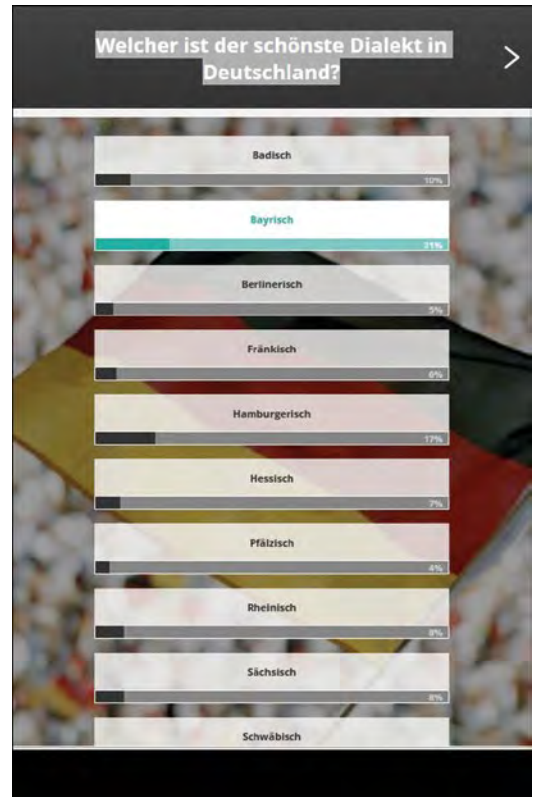 Welcher ist der schönste Dialekt in
Deutschland?
Badisch
10%
Bayrisch
21%
Berlinerisch
5%
Fränkisch
6%
Hamburgerisch
17%
Hessisch
7%
Pfälzisch
4%
Rheinisch
8%
Sächsisch
8%
Schwäbisch